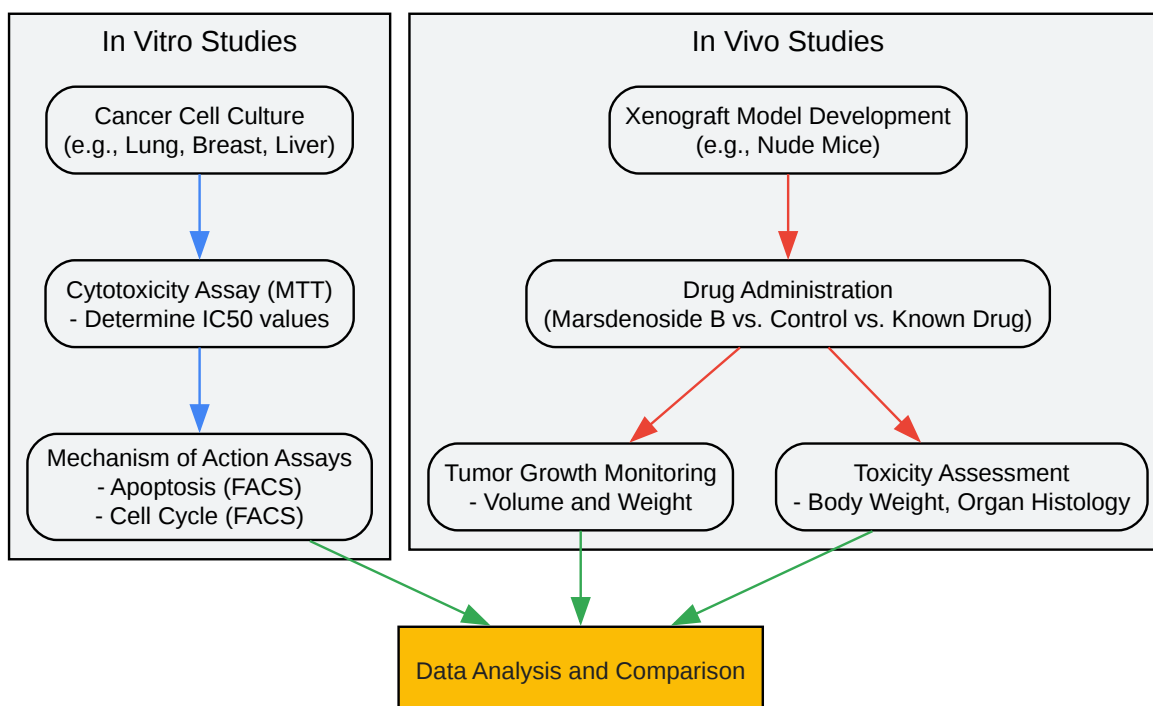 In Vitro Studies
Cancer Cell Culture
(e.g., Lung, Breast, Liver)
Cytotoxicity Assay (MTT)
- Determine IC50 values
Mechanism of Action Assays
- Apoptosis (FACS)
- Cell Cycle (FACS)
In Vivo Studies
Xenograft Model Development
(e.g., Nude Mice)
Drug Administration
(Marsdenoside B vs. Control vs. Known Drug)
Tumor Growth Monitoring
- Volume and Weight
Toxicity Assessment
- Body Weight, Organ Histology
Data Analysis and Comparison